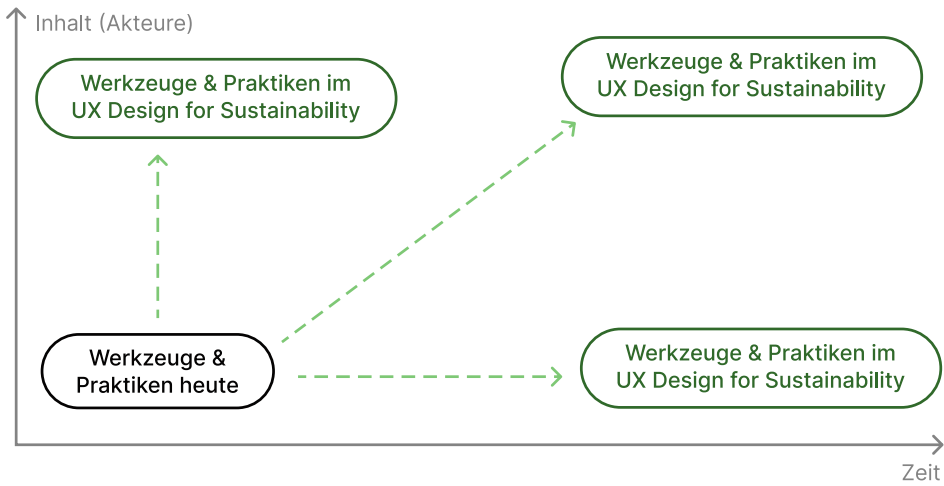 Inhalt (Akteure)
Werkzeuge & Praktiken im
UX Design for Sustainability
Werkzeuge & Praktiken im
UX Design for Sustainability
Werkzeuge &
Praktiken heute
Werkzeuge & Praktiken im
UX Design for Sustainability
Zeit